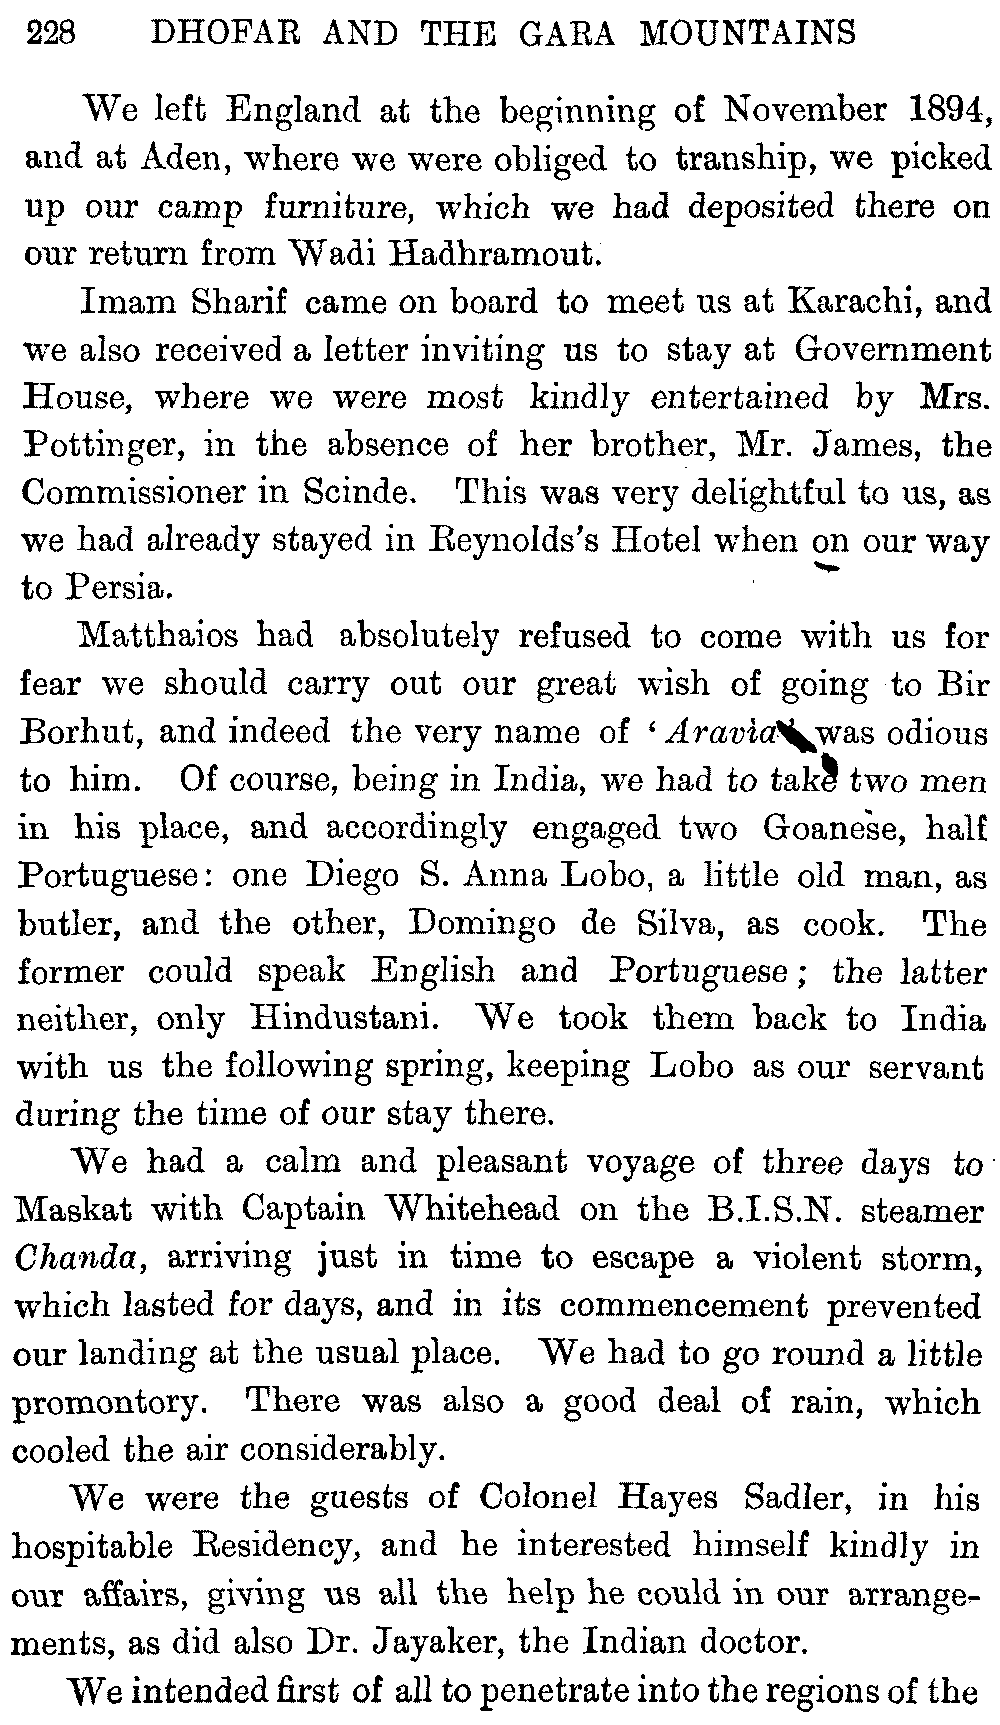 228 DHOFAR AND THE GARA MOUNTAINS
We left England at the beginning of November 1894,
and at Aden, where we were obliged to tranship, we picked
up our camp furniture, which we had deposited there on
our return from Wadi Hadhramout.
Imam Sharif came on board to meet us at Karachi, and
we also received a letter inviting us to stay at Government
House, where we were most kindly entertained by Mrs.
Pottinger, in the absence of her brother, Mr. James, the
Commissioner in Scinde. This was very delightful to us, as
we had already stayed in Reynolds's Hotel when on our way
to Persia.
Matthaios had absolutely refused to come with us for
fear we should carry out our great wish of going to Bir
Borhut, and indeed the very name of ‘Aravia’ was odious
to him. Of course, being in India, we had to take two men
in his place, and accordingly engaged two Goanese, half
Portuguese: one Diego S. Anna Lobo, a little old man, as
butler, and the other, Domingo de Silva, as cook. The
former could speak English and Portuguese; the latter
neither, only Hindustani. We took them back to India
with us the following spring, keeping Lobo as our servant
during the time of our stay there.
We had a calm and pleasant voyage of three days to
Maskat with Captain Whitehead on the B.I.S.N. steamer
Chanda, arriving just in time to escape a violent storm,
which lasted for days, and in its commencement prevented
our landing at the usual place. We had to go round a little
promontory. There was also a good deal of rain, which
cooled the air considerably.
We were the guests of Colonel Hayes Sadler, in his
hospitable Residency, and he interested himself kindly in
our affairs, giving us all the help he could in our arrange-
ments, as did also Dr. Jayaker, the Indian doctor.
We intended first of all to penetrate into the regions of the